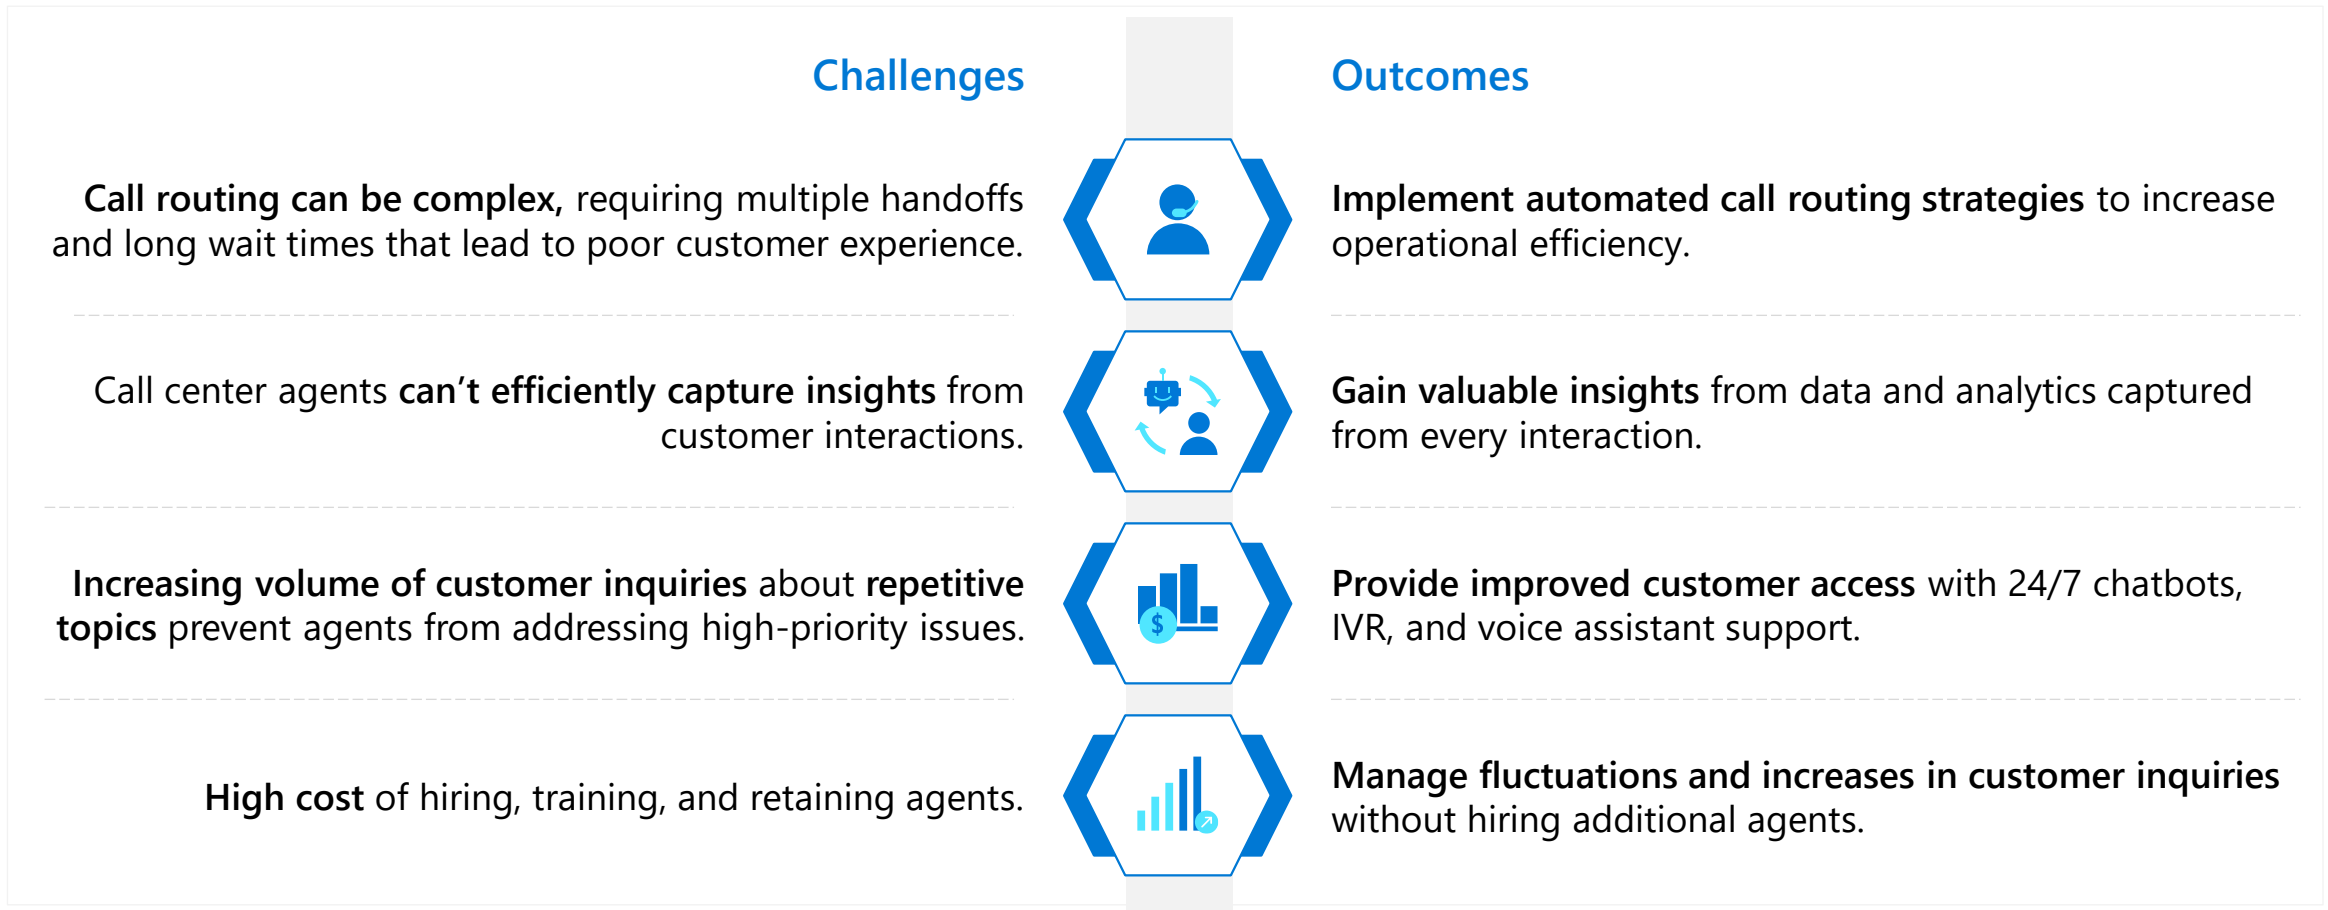 Challenges
Outcomes
Call routing can be complex, requiring multiple handoffs
and long wait times that lead to poor customer experience.
Implement automated call routing strategies to increase
operational efficiency.
Call center agents can’t efficiently capture insights from
customer interactions.
Gain valuable insights from data and analytics captured
from every interaction.
Increasing volume of customer inquiries about repetitive
topics prevent agents from addressing high-priority issues.
$
Provide improved customer access with 24/7 chatbots,
IVR, and voice assistant support.
High cost of hiring, training, and retaining agents.
Manage fluctuations and increases in customer inquiries
without hiring additional agents.